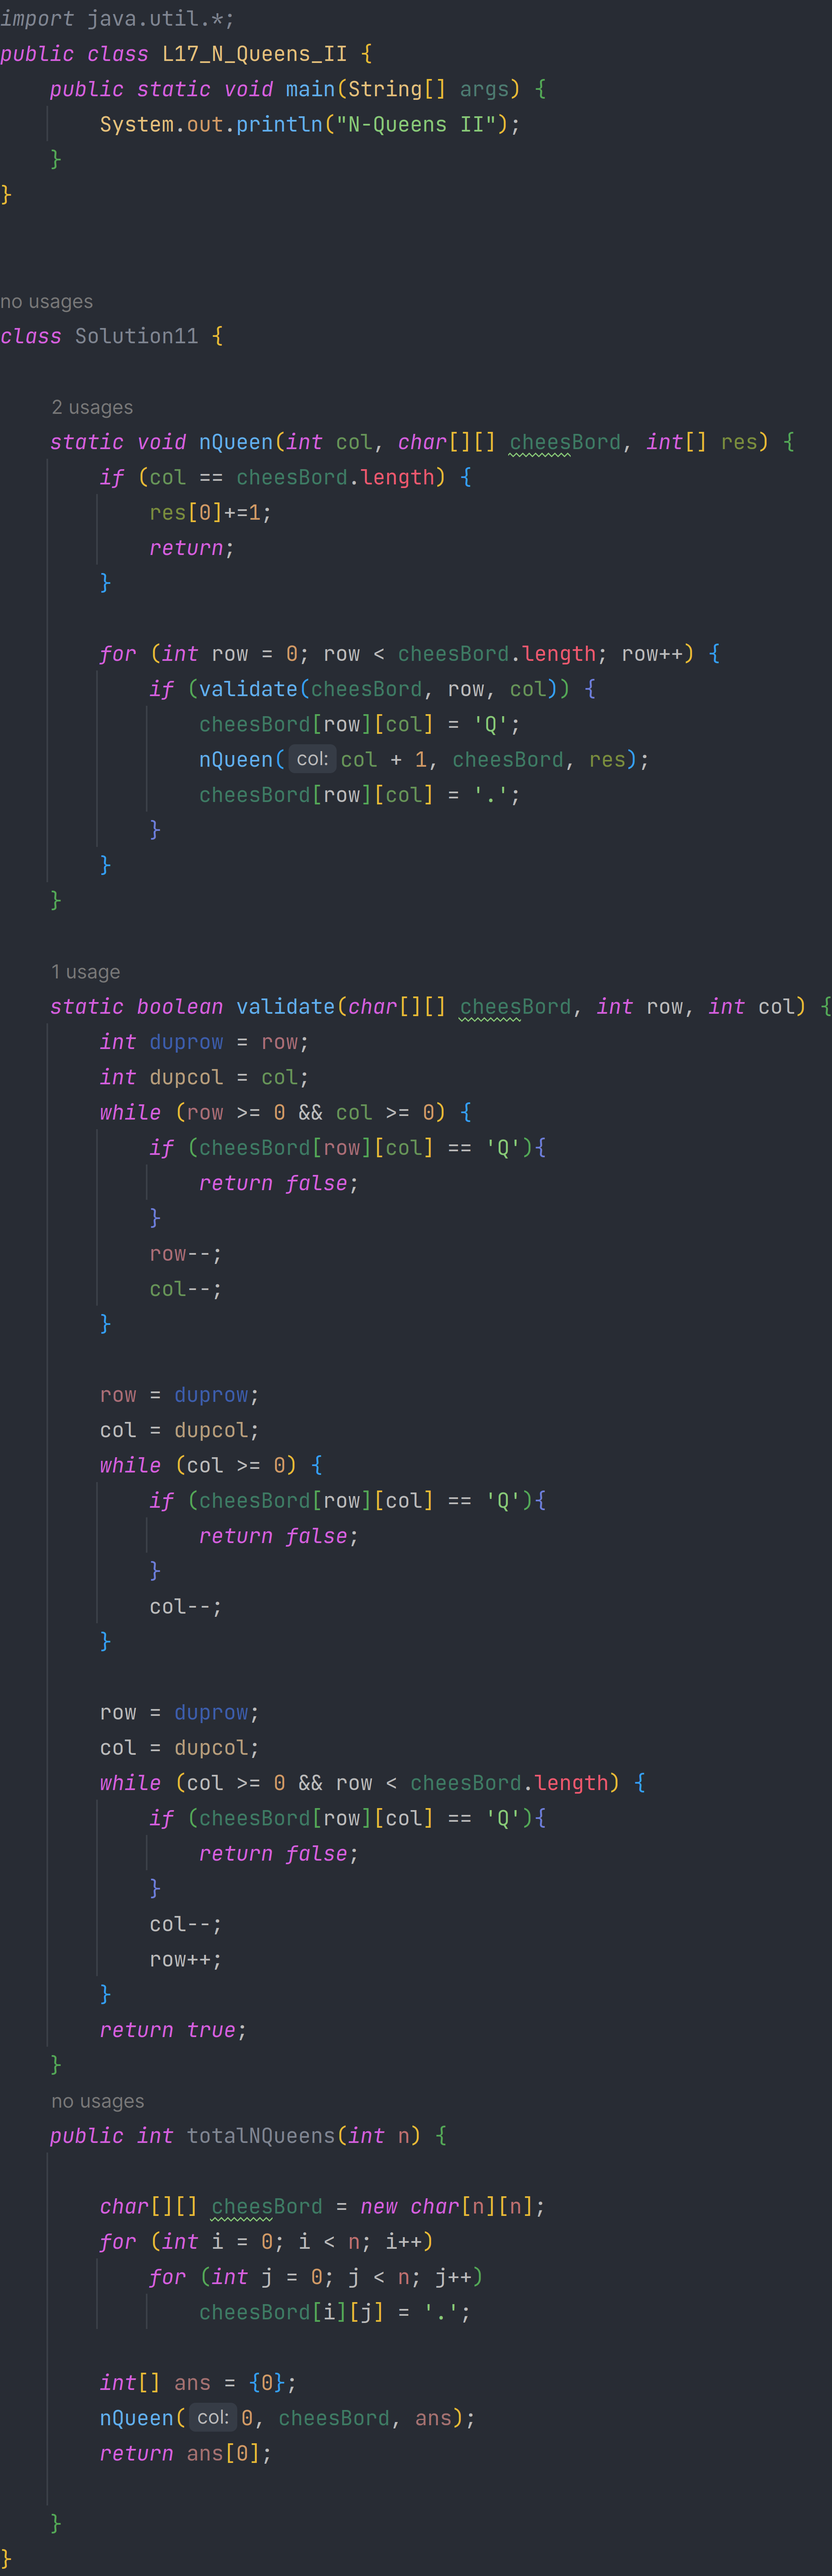 import java.util.*;
public class L17_N_Queens_II {
    public static void main(String[] args) {
        System.out.println("N-Queens II");
    }
}
no usages
class Solution11 {
    2 usages
    static void nQueen(int col, char[][] cheesBord, int[] res) {
        if (col == cheesBord.length) {
            res[0]+=1;
            return;
        }
        for (int row = 0; row < cheesBord.length; row++) {
            if (validate(cheesBord, row, col)) {
                cheesBord[row][col] = 'Q';
                nQueen( col: col + 1, cheesBord, res);
                cheesBord[row][col] = '.';
            }
        }
    }
    1 usage
    static boolean validate(char[][] cheesBord, int row, int col) {
        int duprow = row;
        int dupcol = col;
        while (row >= 0 && col >= 0) {
            if (cheesBord[row][col] == 'Q'){
                return false;
            }
            row--;
            col--;
        }
        row = duprow;
        col = dupcol;
        while (col >= 0) {
            if (cheesBord[row][col] == 'Q'){
                return false;
            }
            col--;
        }
        row = duprow;
        col = dupcol;
        while (col >= 0 && row < cheesBord.length) {
            if (cheesBord[row][col] == 'Q'){
                return false;
            }
            col--;
            row++;
        }
        return true;
    }
    no usages
    public int totalNQueens(int n) {
        char[][] cheesBord = new char[n][n];
        for (int i = 0; i < n; i++)
            for (int j = 0; j < n; j++)
                cheesBord[i][j] = '.';
        int[] ans = {0};
        nQueen( col: 0, cheesBord, ans);
        return ans[0];
    }
}